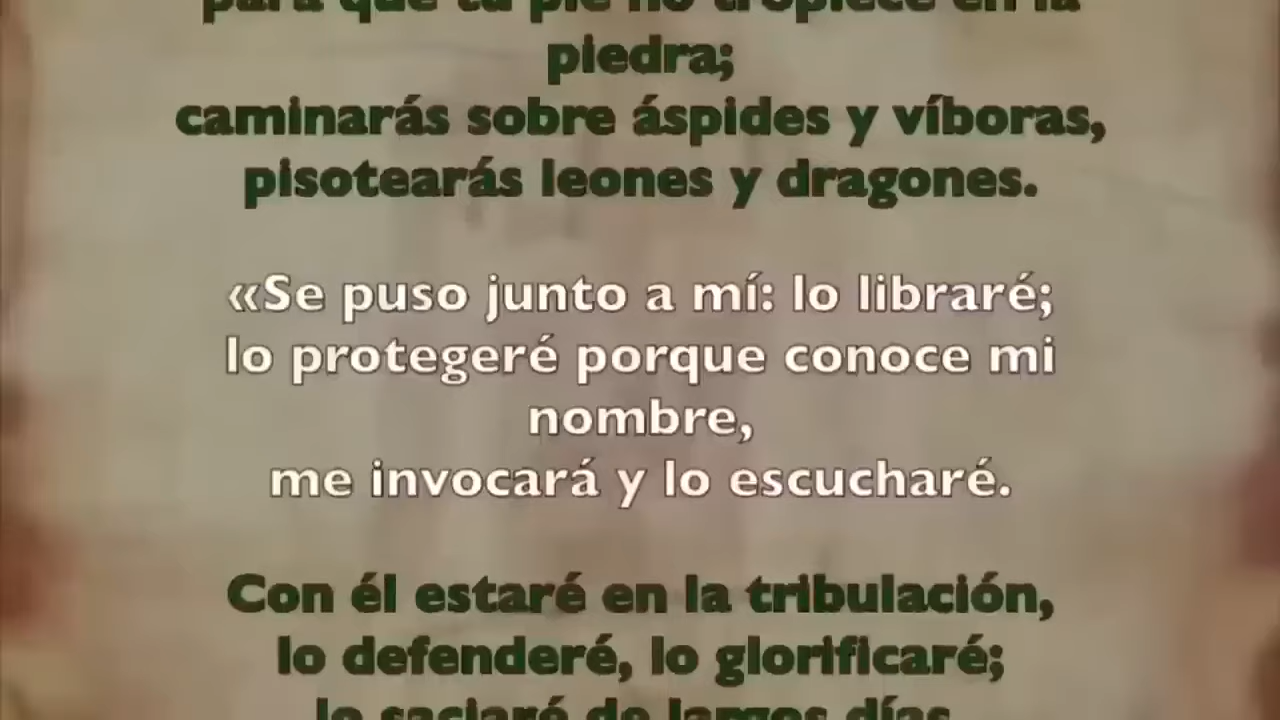 para que tu pie no tropiece en la
piedra;
caminarás sobre áspides y víboras,
pisotearás leones y dragones.
«Se puso junto a mí: lo libraré;
lo protegeré porque conoce mi
nombre,
me invocará y lo escucharé.
Con él estaré en la tribulación,
lo defenderé, lo glorificaré;
lo saciaré de largos días